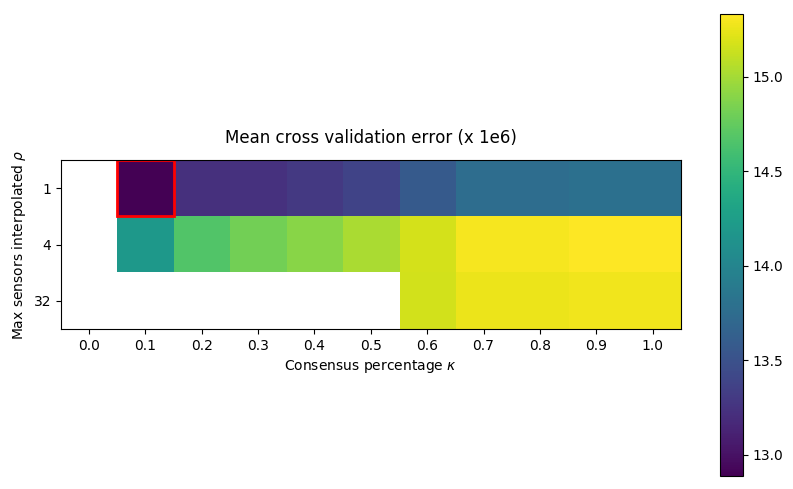 Mean cross validation error (x 1e6)
Max sensors interpolated ρ
1
4
32
0.0 0.1 0.2 0.3 0.4 0.5 0.6 0.7 0.8 0.9 1.0
Consensus percentage κ
15.0
14.5
14.0
13.5
13.0